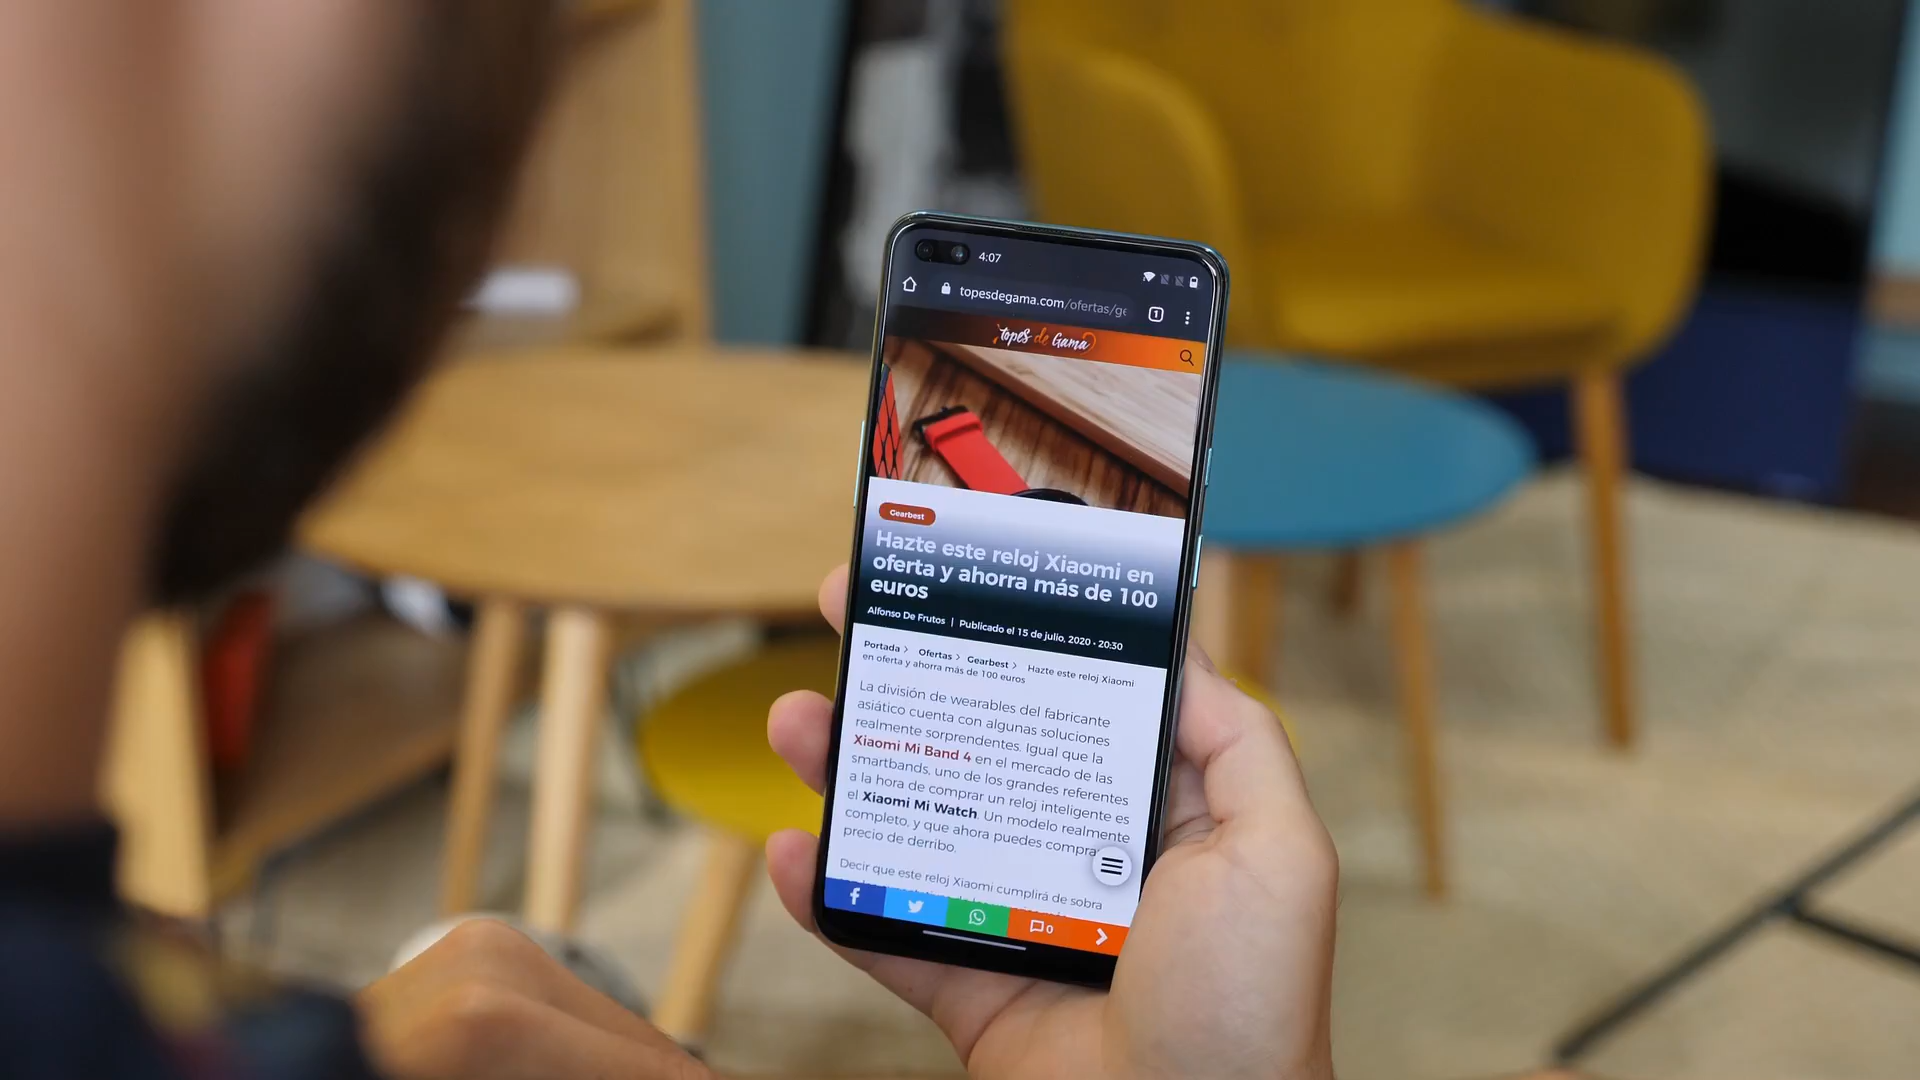 4:07
topesdegama.com/ofertas/ge
1
topes de Gama
Gearbest
Hazte este reloj Xiaomi en
oferta y ahorra más de 100
euros
Alfonso De Frutos | Publicado el 15 de julio, 2020 · 20:30
Portada > Ofertas > Gearbest > Hazte este reloj Xiaomi
en oferta y ahorra más de 100 euros
La división de wearables del fabricante
asiático cuenta con algunas soluciones
realmente sorprendentes. Igual que la
Xiaomi Mi Band 4 en el mercado de las
smartbands, uno de los grandes referentes
a la hora de comprar un reloj inteligente es
el Xiaomi Mi Watch. Un modelo realmente
completo, y que ahora puedes compra
precio de derribo.
Decir que este reloj Xiaomi cumplirá de sobra
0